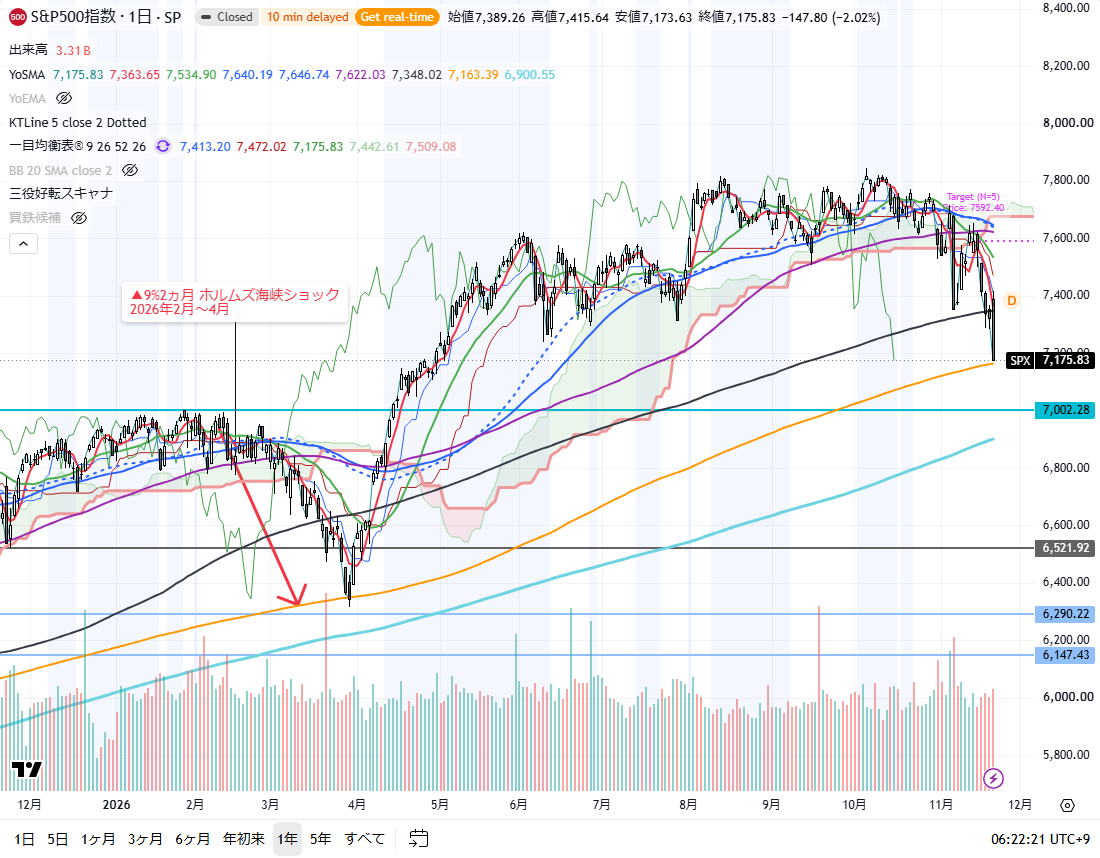 500 S&P500指数・1日・SP Closed 10 min delayed Get real-time 始値7,389.26 高値7,415.64 安値7,173.63 終値7,175.83 −147.80 (−2.02%)
出来高 3.31 B
YoSMA 7,175.83 7,363.65 7,534.90 7,640.19 7,646.74 7,622.03 7,348.02 7,163.39 6,900.55
YoEMA
KTLine 5 close 2 Dotted
一目均衡表® 9 26 52 26 7,413.20 7,472.02 7,175.83 7,442.61 7,509.08
BB 20 SMA close 2
三役好転スキャナ
買鉄候補
▲9%2ヵ月 ホルムズ海峡ショック
2026年2月～4月
Target (N=5)
Price: 7592.40
D
8,400.00
8,200.00
8,000.00
7,800.00
7,600.00
7,400.00
7,200.00
SPX 7,175.83
7,002.28
6,800.00
6,600.00
6,521.92
6,400.00
6,290.22
6,200.00
6,147.43
6,000.00
5,800.00
12月 2026 2月 3月 4月 5月 6月 7月 8月 9月 10月 11月 12月
1日 5日 1ヶ月 3ヶ月 6ヶ月 年初来 1年 5年 すべて 06:22:21 UTC+9